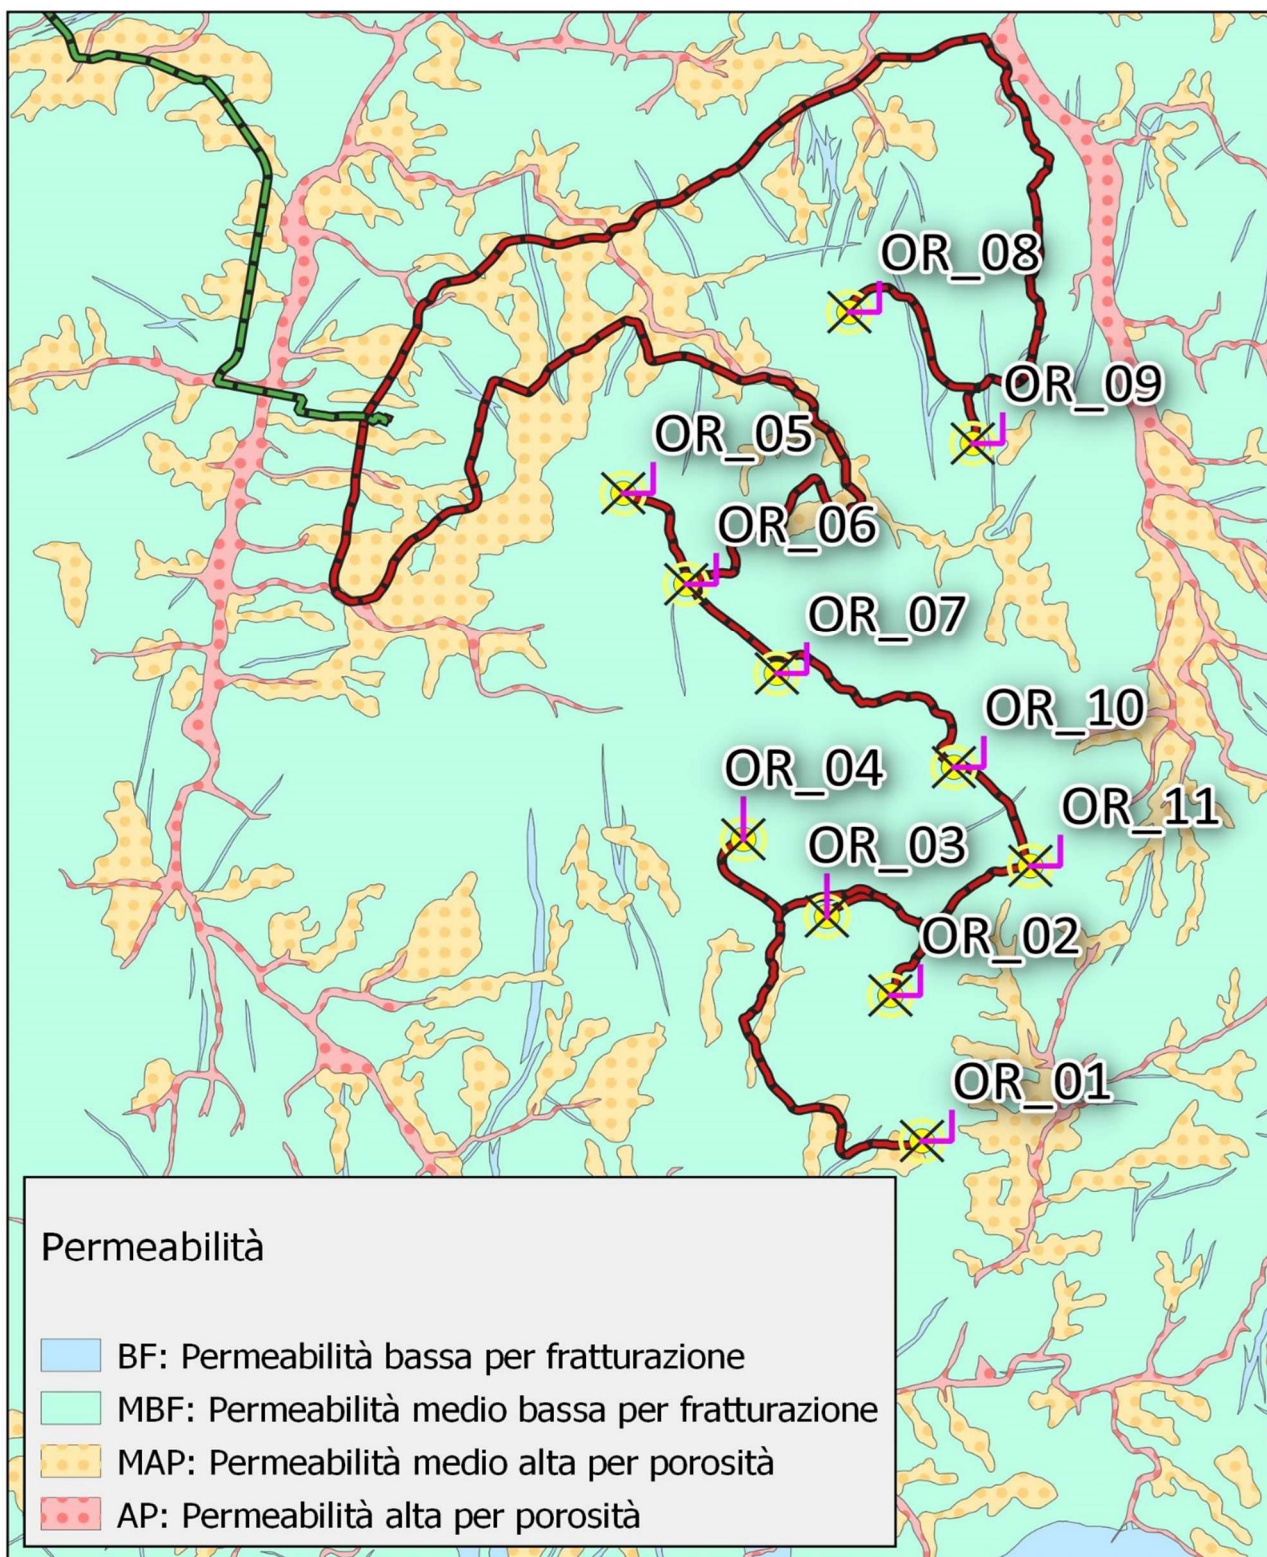 OR_08
OR_09
OR_05
OR_06
OR_07
OR_10
OR_04
OR_11
OR_03
OR_02
OR_01
Permeabilità
BF: Permeabilità bassa per fratturazione
MBF: Permeabilità medio bassa per fratturazione
MAP: Permeabilità medio alta per porosità
AP: Permeabilità alta per porosità